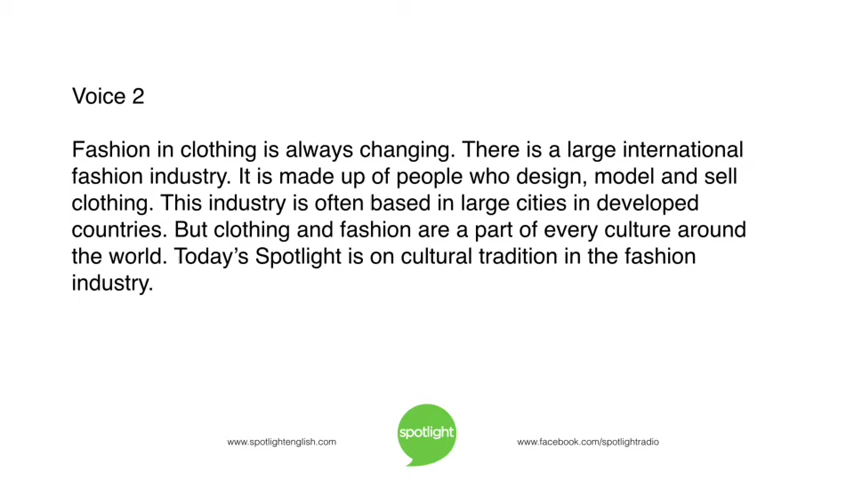 Voice 2
Fashion in clothing is always changing. There is a large international
fashion industry. It is made up of people who design, model and sell
clothing. This industry is often based in large cities in developed
countries. But clothing and fashion are a part of every culture around
the world. Today’s Spotlight is on cultural tradition in the fashion
industry.
www.spotlightenglish.com
spotlight
www.facebook.com/spotlightradio